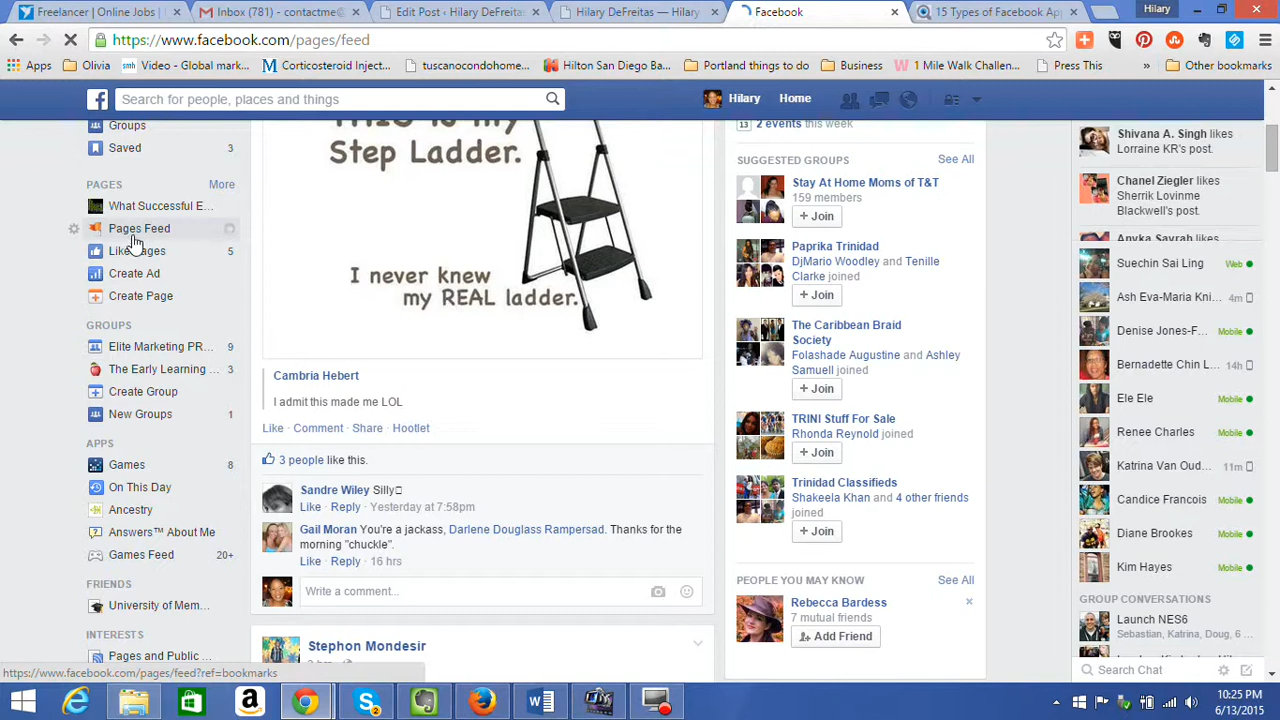 Freelancer | Online Jobs |
Inbox (781) - contactme@
Edit Post ‹ Hilary DeFreitas
Hilary DeFreitas — Hilary
Facebook
15 Types of Facebook Ap
Hilary
https://www.facebook.com/pages/feed
Apps
Olivia
smh
Video - Global mark...
Corticosteroid Inject...
tuscanocondohome...
Hilton San Diego Ba...
Portland things to do
Business
1 Mile Walk Challen...
Press This
Other bookmarks
Search for people, places and things
Hilary
Home
Groups
Saved 3
PAGES More
What Successful E...
Pages Feed
Like Pages 5
Create Ad
Create Page
GROUPS
Elite Marketing PR... 9
The Early Learning ... 3
Create Group
New Groups 1
APPS
Games 8
On This Day
Ancestry
Answers™ About Me
Games Feed 20+
FRIENDS
University of Mem...
INTERESTS
Pages and Public ...
https://www.facebook.com/pages/feed?ref=bookmarks
This is my
Step Ladder.
I never knew
my REAL ladder.
Cambria Hebert
I admit this made me LOL
Like · Comment · Share · Hootlet
3 people like this.
Sandre Wiley Silly
Like · Reply · Yesterday at 7:58pm
Gail Moran You jackass, Darlene Douglass Rampersad. Thanks for the
morning "chuckle".
Like · Reply · 16 hrs
Write a comment...
Stephon Mondesir
13
2 events this week
SUGGESTED GROUPS See All
Stay At Home Moms of T&T
159 members
+ Join
Paprika Trinidad
DjMario Woodley and Tenille
Clarke joined
+ Join
The Caribbean Braid
Society
Folashade Augustine and Ashley
Samuell joined
+ Join
TRINI Stuff For Sale
Rhonda Reynold joined
+ Join
Trinidad Classifieds
Shakeela Khan and 4 other friends
joined
+ Join
PEOPLE YOU MAY KNOW See All
Rebecca Bardess
7 mutual friends
Add Friend
Shivana A. Singh likes
Lorraine KR's post.
Chanel Ziegler likes
Sherrik Lovinme
Blackwell's post.
Suechin Sai Ling Web
Ash Eva-Maria Kni... 4m
Denise Jones-F... Mobile
Bernadette Chin L... 14h
Ele Ele Mobile
Renee Charles Mobile
Katrina Van Oud... 11m
Candice Francois Mobile
Diane Brookes Mobile
Kim Hayes Mobile
GROUP CONVERSATIONS
Launch NES6
Sebastian, Katrina, Doug, 6 ...
Search Chat
10:25 PM
6/13/2015